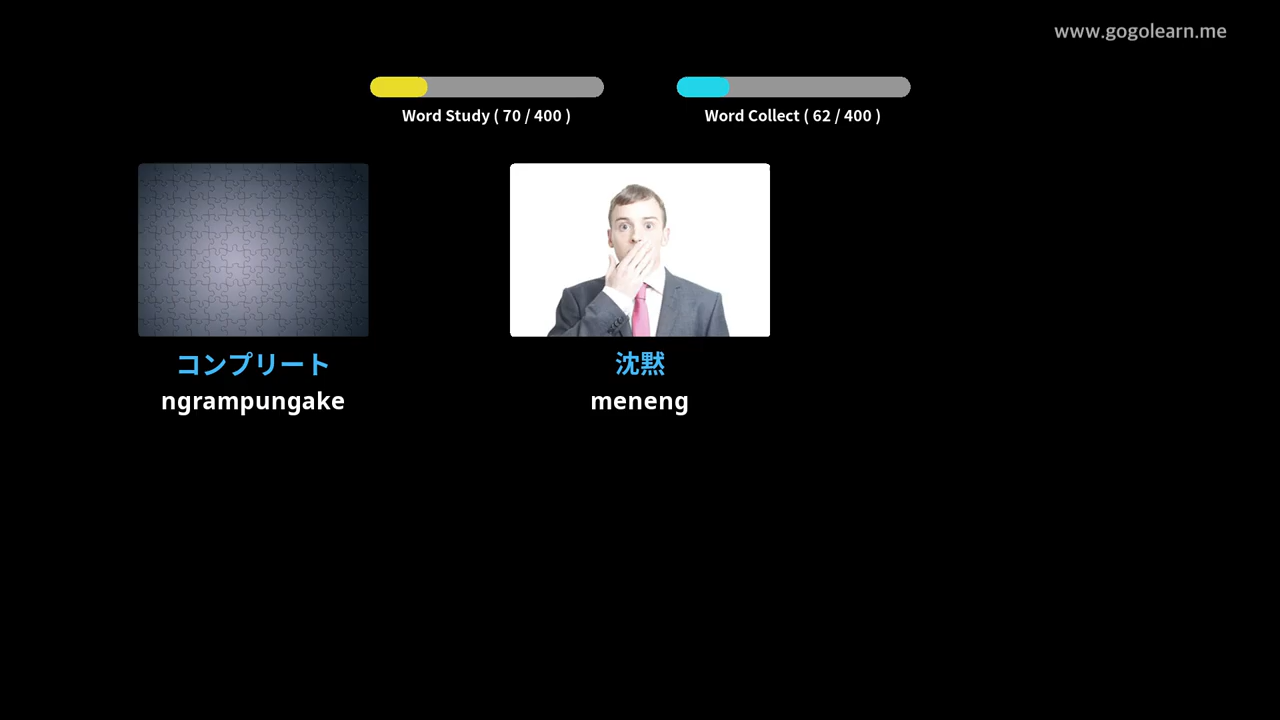 www.gogolearn.me
Word Study ( 70 / 400 )
Word Collect ( 62 / 400 )
コンプリート
ngrampungake
沈黙
meneng